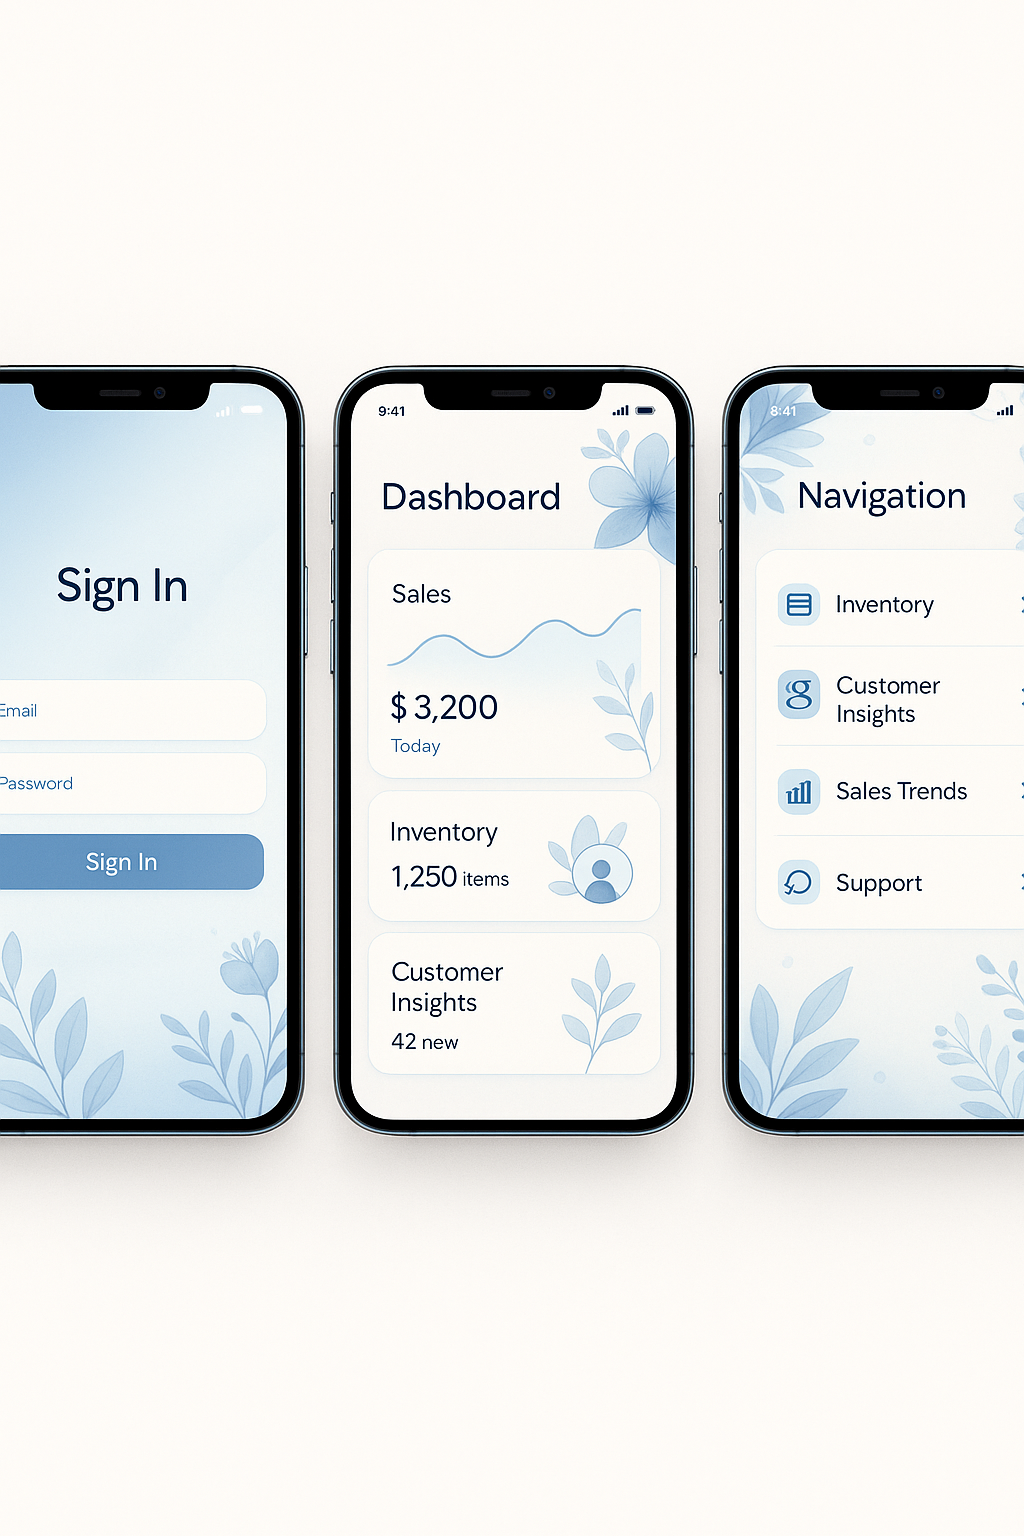 Sign In
Email
Password
Sign In
9:41
Dashboard
Sales
$ 3,200
Today
Inventory
1,250 items
Customer
Insights
42 new
8:41
Navigation
Inventory
Customer
Insights
Sales Trends
Support